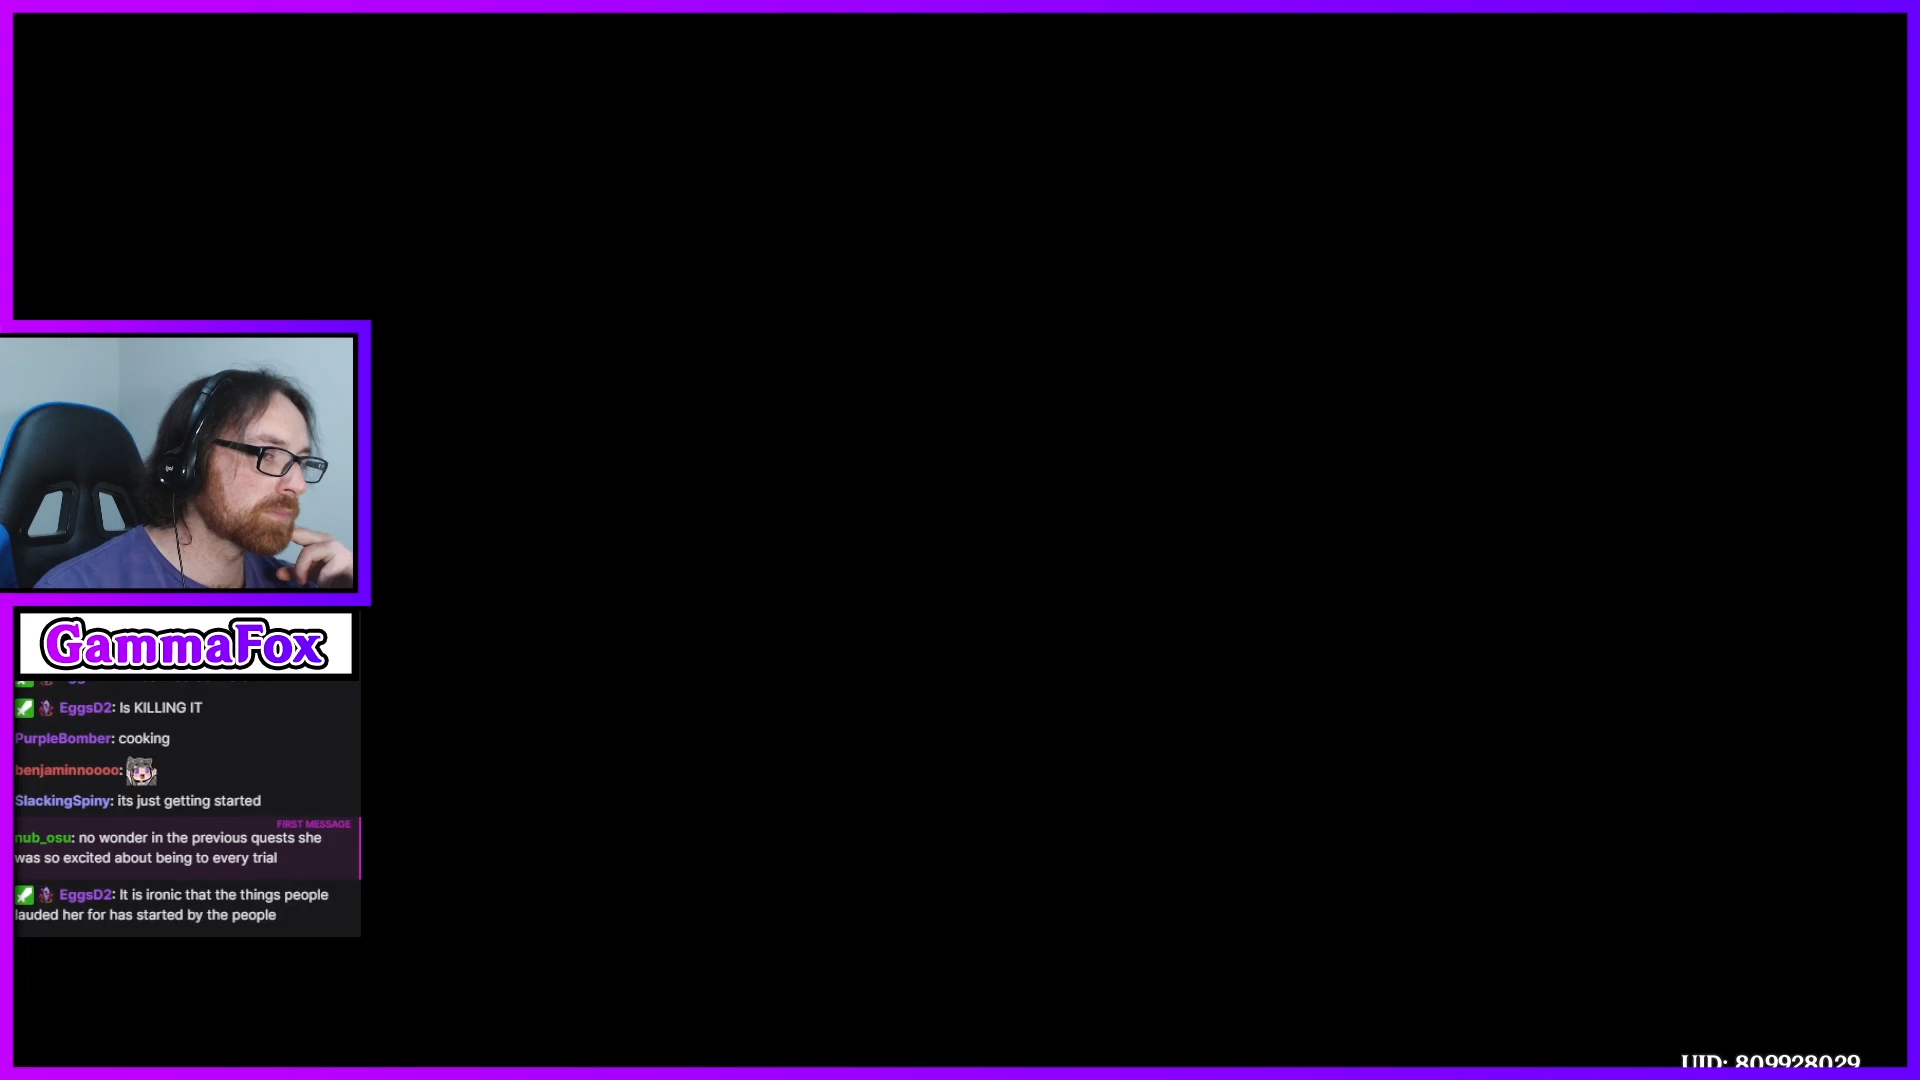 GammaFox
EggsD2: Is KILLING IT
PurpleBomber: cooking
benjaminnoooo:
SlackingSpiny: its just getting started
FIRST MESSAGE
nub_osu: no wonder in the previous quests she
was so excited about being to every trial
EggsD2: It is ironic that the things people
lauded her for has started by the people
UID: 809928029